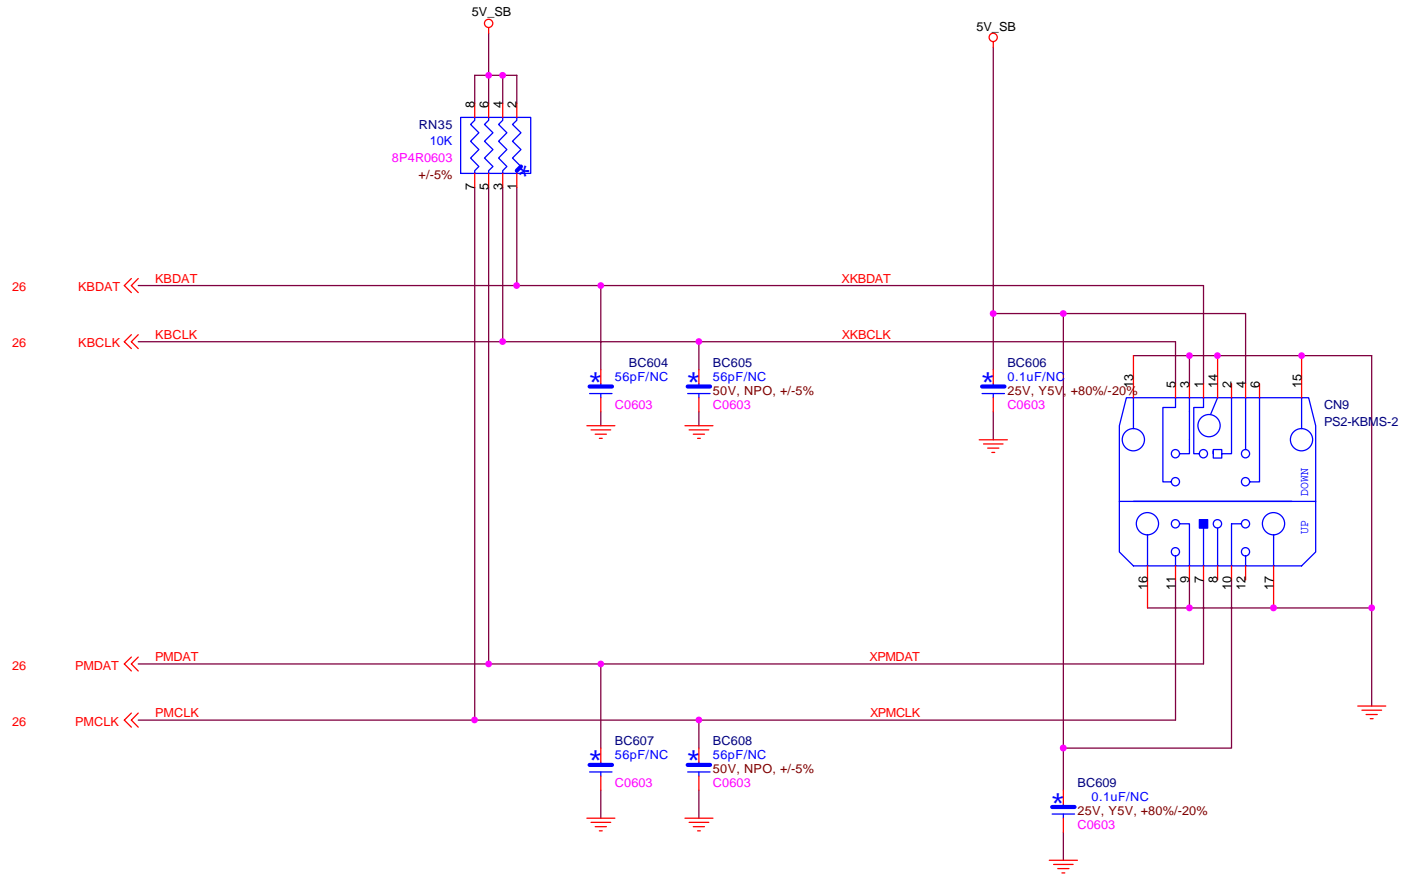 5V_SB
5V_SB
8
6
4
2
RN35
10K
8P4R0603
+/-5%
7
5
3
1
26 KBDAT KBDAT XKBDAT
26 KBCLK KBCLK XKBCLK
BC604
56pF/NC
C0603
BC605
56pF/NC
50V, NPO, +/-5%
C0603
BC606
0.1uF/NC
25V, Y5V, +80%/-20%
C0603
13
5
3
1
14
2
4
6
15
CN9
PS2-KBMS-2
DOWN
UP
16
11
9
7
8
10
12
17
26 PMDAT PMDAT XPMDAT
26 PMCLK PMCLK XPMCLK
BC607
56pF/NC
C0603
BC608
56pF/NC
50V, NPO, +/-5%
C0603
BC609
0.1uF/NC
25V, Y5V, +80%/-20%
C0603